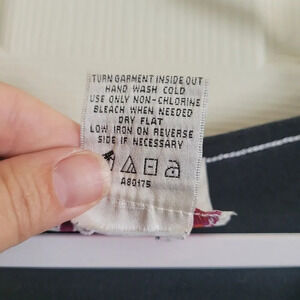 TURN GARMENT INSIDE OUT
HAND WASH COLD
USE ONLY NON-CHLORINE
BLEACH WHEN NEEDED
DRY FLAT
LOW IRON ON REVERSE
SIDE IF NECESSARY
A80175